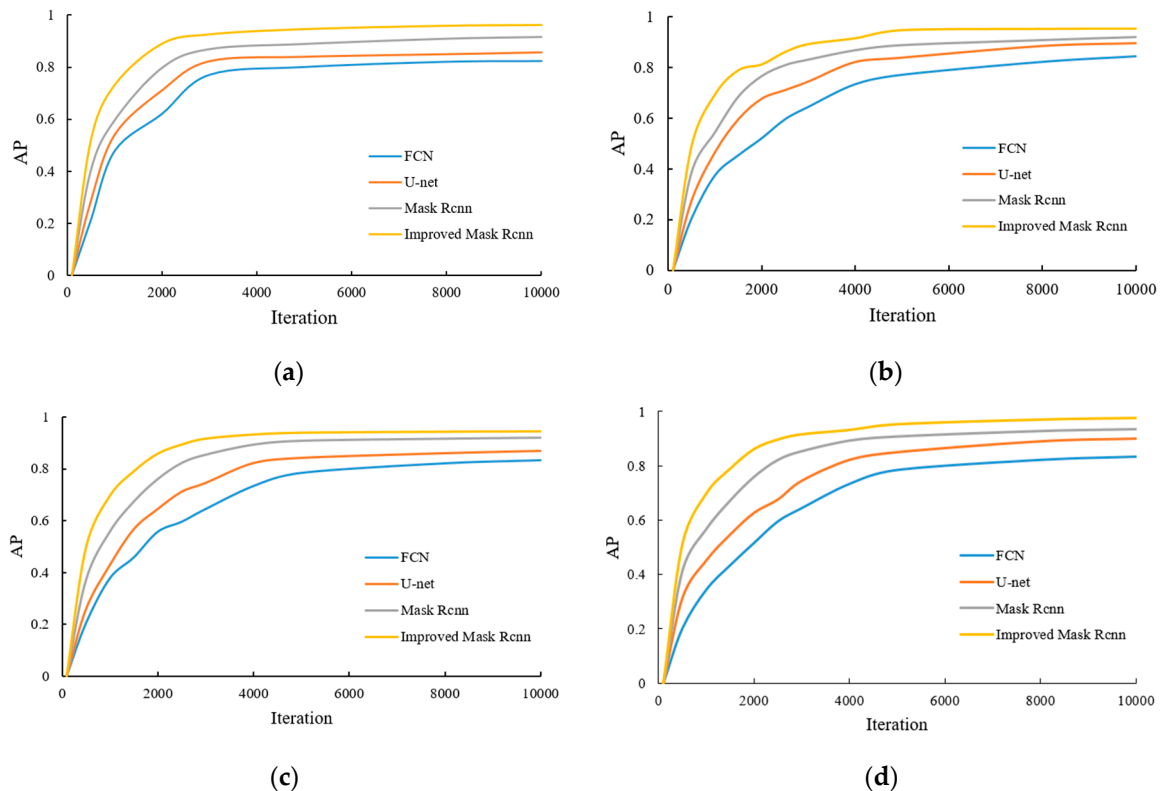 1
0.8
0.6
0.4
0.2
0
AP
0 2000 4000 6000 8000 10000
Iteration
FCN
U-net
Mask Rcnn
Improved Mask Rcnn
(a)
1
0.8
0.6
0.4
0.2
0
AP
0 2000 4000 6000 8000 10000
Iteration
FCN
U-net
Mask Rcnn
Improved Mask Rcnn
(b)
1
0.8
0.6
0.4
0.2
0
AP
0 2000 4000 6000 8000 10000
Iteration
FCN
U-net
Mask Rcnn
Improved Mask Rcnn
(c)
1
0.8
0.6
0.4
0.2
0
AP
0 2000 4000 6000 8000 10000
Iteration
FCN
U-net
Mask Rcnn
Improved Mask Rcnn
(d)